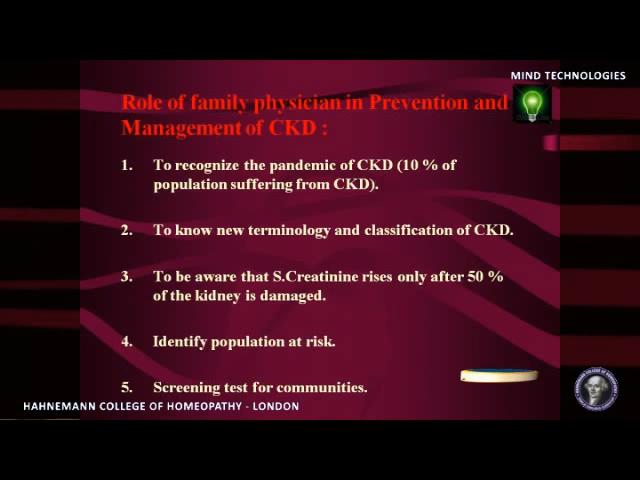 MIND TECHNOLOGIES
Role of family physician in Prevention and
Management of CKD :
1. To recognize the pandemic of CKD (10 % of
population suffering from CKD).
2. To know new terminology and classification of CKD.
3. To be aware that S.Creatinine rises only after 50 %
of the kidney is damaged.
4. Identify population at risk.
5. Screening test for communities.
HAHNEMANN COLLEGE OF HOMEOPATHY - LONDON